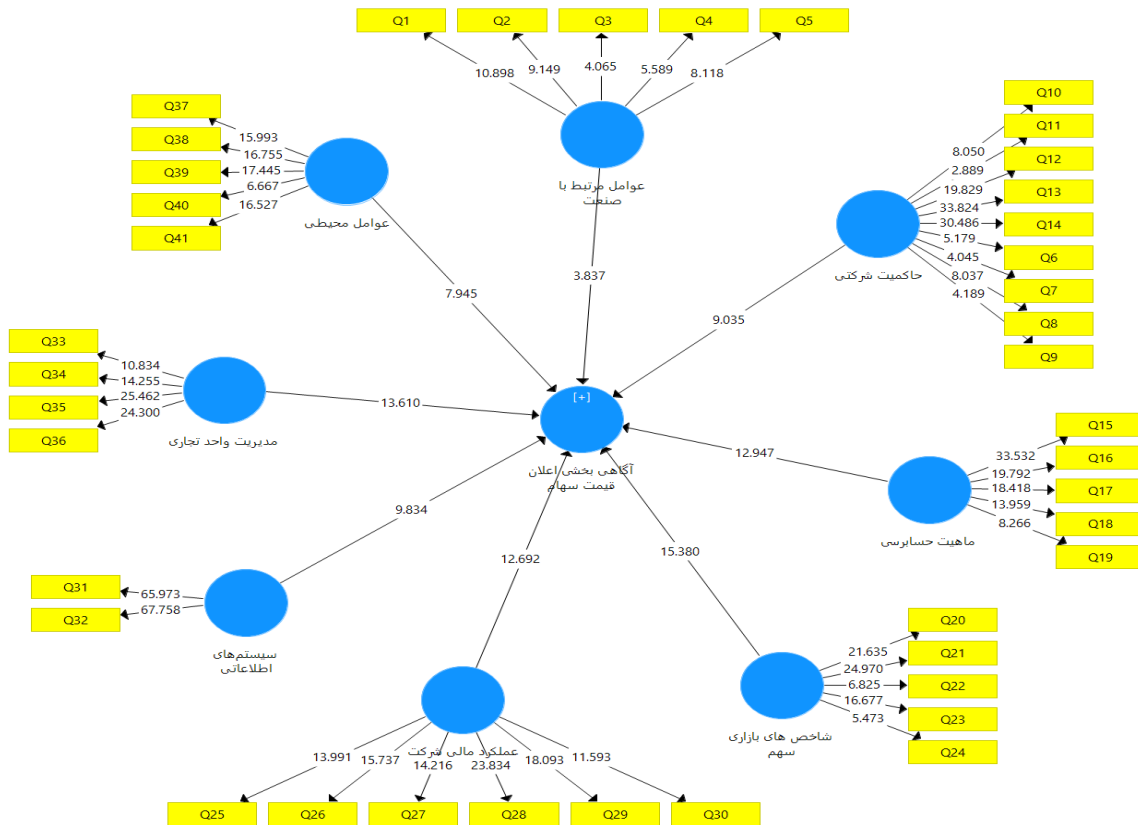 Q1 Q2 Q3 Q4 Q5
10.898 9.149 4.065 5.589 8.118
عوامل مرتبط با
صنعت
3.837
Q37
Q38
Q39
Q40
Q41
15.993
16.755
17.445
6.667
16.527
عوامل محیطی
7.945
Q10
Q11
Q12
Q13
Q14
Q6
Q7
Q8
Q9
8.050
2.889
19.829
33.824
30.486
5.179
4.045
8.037
4.189
حاکمیت شرکتی
9.035
Q33
Q34
Q35
Q36
10.834
14.255
25.462
24.300
مدیریت واحد تجاری
13.610
[+]
آگاهی بخشی اعلان
قیمت سهام
Q15
Q16
Q17
Q18
Q19
33.532
19.792
18.418
13.959
8.266
ماهیت حسابرسی
12.947
Q31
Q32
65.973
67.758
سیستم‌های
اطلاعاتی
9.834
12.692
عملکرد مالی شرکت
13.991 15.737 14.216 23.834 18.093 11.593
Q25 Q26 Q27 Q28 Q29 Q30
15.380
Q20
Q21
Q22
Q23
Q24
21.635
24.970
6.825
16.677
5.473
شاخص های بازاری
سهم